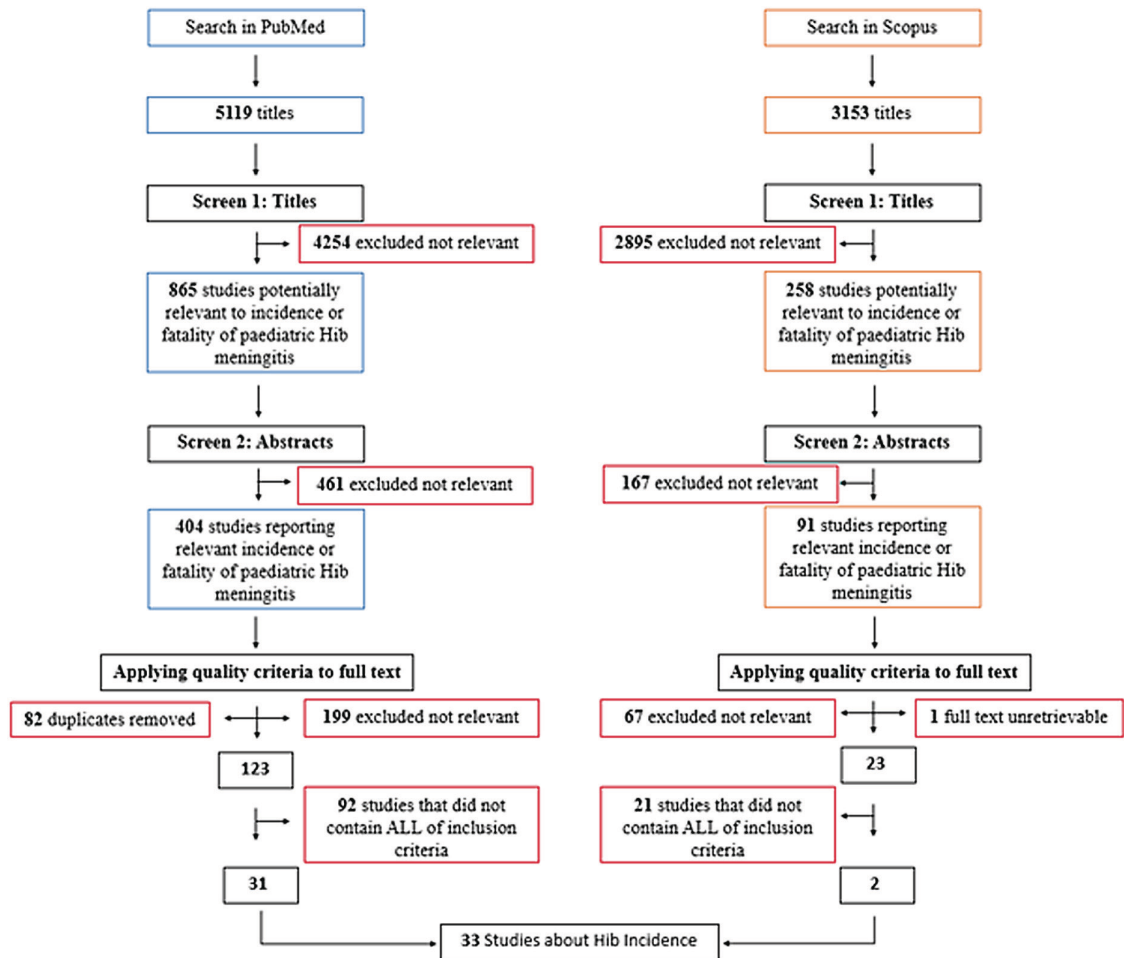 Search in PubMed
Search in Scopus
5119 titles
3153 titles
Screen 1: Titles
Screen 1: Titles
4254 excluded not relevant
2895 excluded not relevant
865 studies potentially
relevant to incidence or
fatality of paediatric Hib
meningitis
258 studies potentially
relevant to incidence or
fatality of paediatric Hib
meningitis
Screen 2: Abstracts
Screen 2: Abstracts
461 excluded not relevant
167 excluded not relevant
404 studies reporting
relevant incidence or
fatality of paediatric Hib
meningitis
91 studies reporting
relevant incidence or
fatality of paediatric Hib
meningitis
Applying quality criteria to full text
Applying quality criteria to full text
82 duplicates removed
199 excluded not relevant
67 excluded not relevant
1 full text unretrievable
123
23
92 studies that did not
contain ALL of inclusion
criteria
21 studies that did not
contain ALL of inclusion
criteria
31
2
33 Studies about Hib Incidence